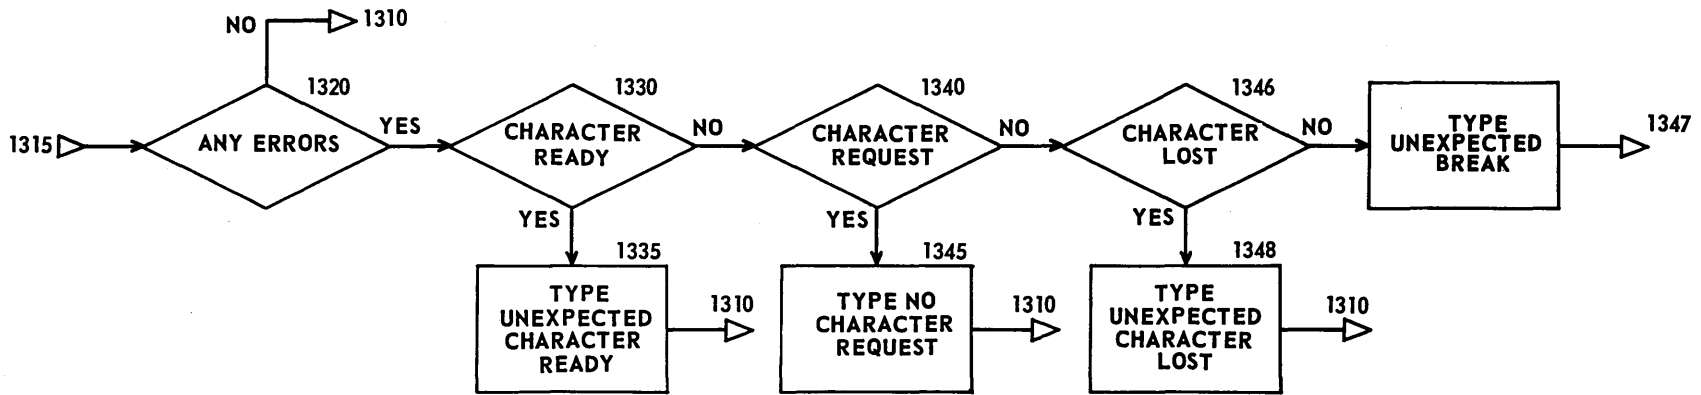 NO
1310
1315
1320
ANY ERRORS
YES
1330
CHARACTER
READY
NO
YES
1335
TYPE
UNEXPECTED
CHARACTER
READY
1310
1340
CHARACTER
REQUEST
NO
YES
1345
TYPE NO
CHARACTER
REQUEST
1310
1346
CHARACTER
LOST
NO
YES
1348
TYPE
UNEXPECTED
CHARACTER
LOST
1310
TYPE
UNEXPECTED
BREAK
1347